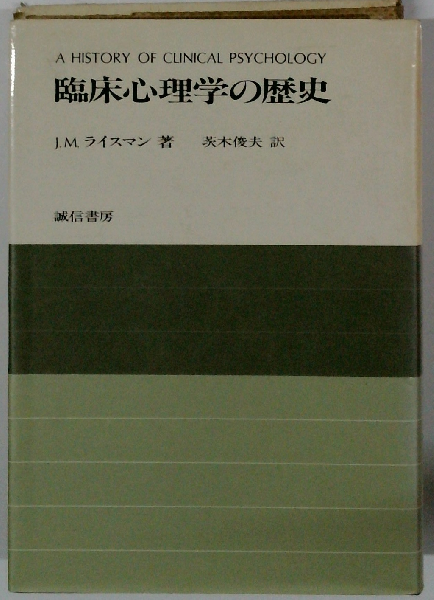 A HISTORY OF CLINICAL PSYCHOLOGY
臨床心理学の歴史
J.M.ライスマン 著 茨木俊夫 訳
誠信書房